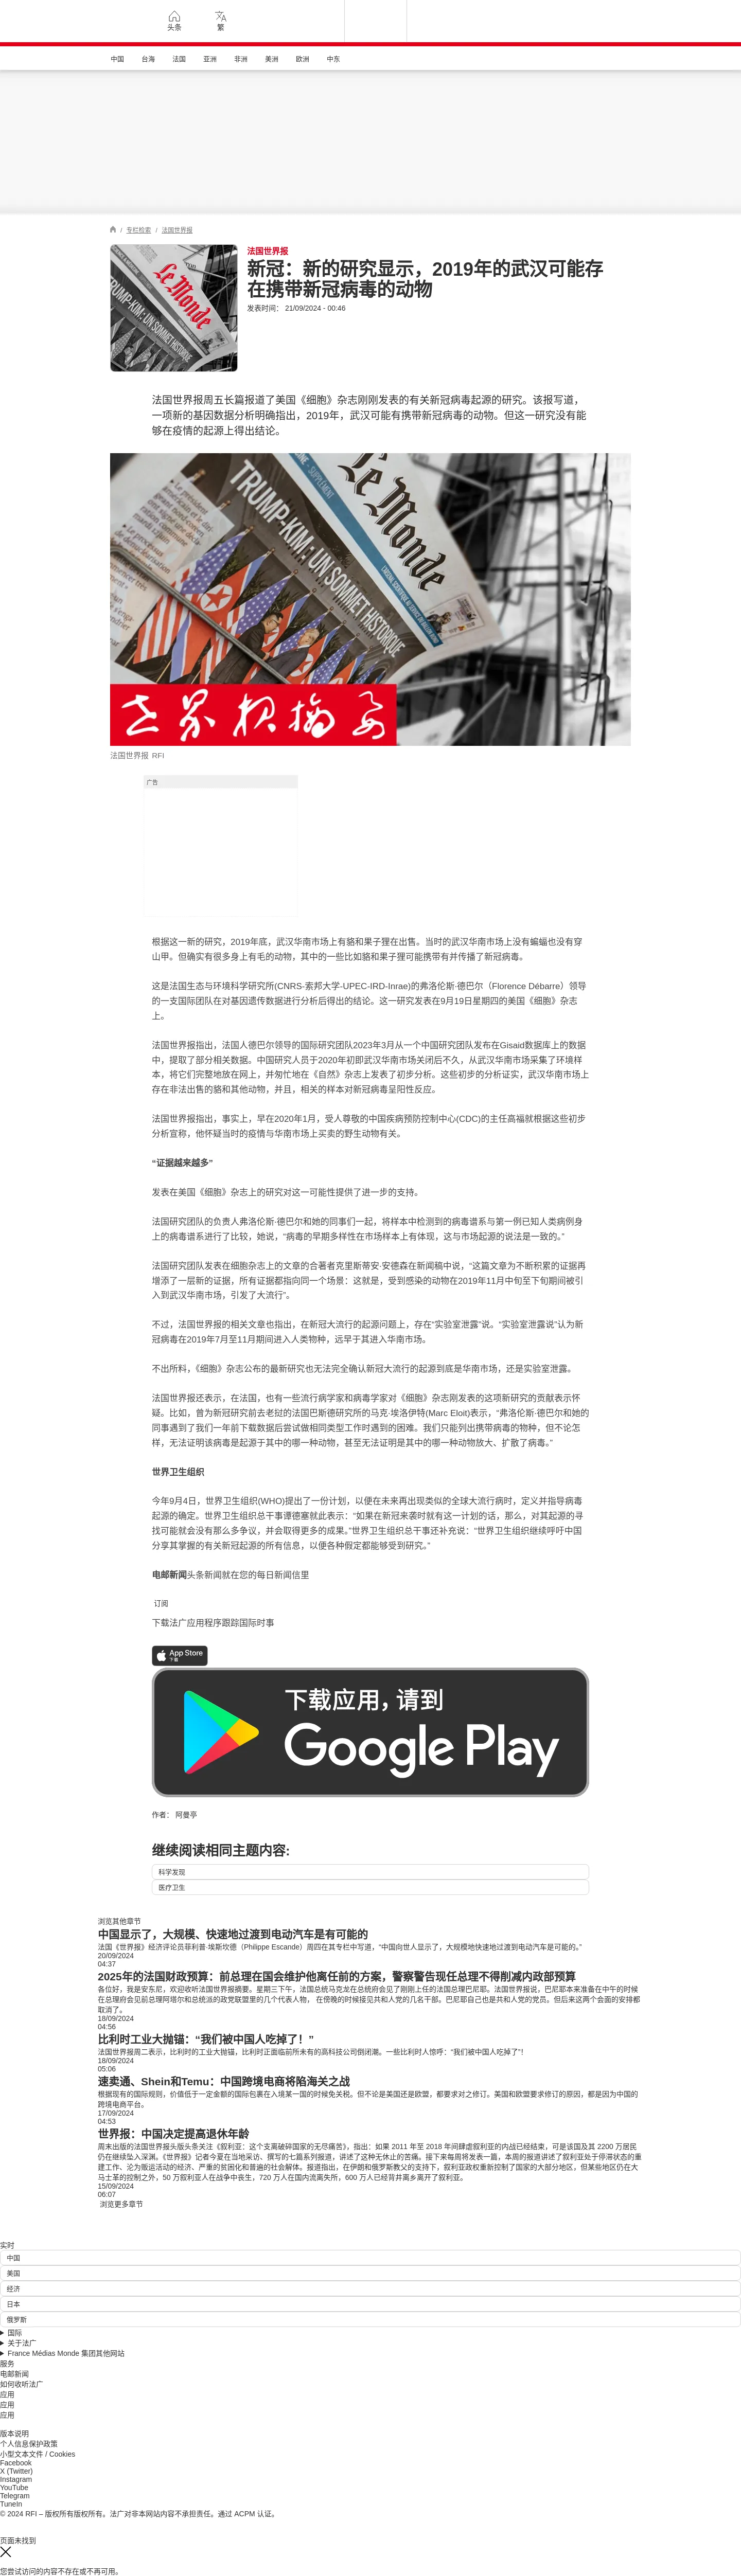 头条
繁
中国
台海
法国
亚洲
非洲
美洲
欧洲
中东
/ 专栏检索 / 法国世界报
法国世界报
新冠：新的研究显示，2019年的武汉可能存
在携带新冠病毒的动物
发表时间： 21/09/2024 - 00:46
法国世界报周五长篇报道了美国《细胞》杂志刚刚发表的有关新冠病毒起源的研究。该报写道，
一项新的基因数据分析明确指出，2019年，武汉可能有携带新冠病毒的动物。但这一研究没有能
够在疫情的起源上得出结论。
TRUMP-KIM : UN SOMMET HISTORIQUE
Le Monde
世界报摘要
法国世界报 RFI
广告
根据这一新的研究，2019年底，武汉华南市场上有貉和果子狸在出售。当时的武汉华南市场上没有蝙蝠也没有穿
山甲。但确实有很多身上有毛的动物，其中的一些比如貉和果子狸可能携带有并传播了新冠病毒。
这是法国生态与环境科学研究所(CNRS-索邦大学-UPEC-IRD-Inrae)的弗洛伦斯·德巴尔（Florence Débarre）领导
的一支国际团队在对基因遗传数据进行分析后得出的结论。这一研究发表在9月19日星期四的美国《细胞》杂志
上。
法国世界报指出，法国人德巴尔领导的国际研究团队2023年3月从一个中国研究团队发布在Gisaid数据库上的数据
中，提取了部分相关数据。中国研究人员于2020年初即武汉华南市场关闭后不久，从武汉华南市场采集了环境样
本，将它们完整地放在网上，并匆忙地在《自然》杂志上发表了初步分析。这些初步的分析证实，武汉华南市场上
存在非法出售的貉和其他动物，并且，相关的样本对新冠病毒呈阳性反应。
法国世界报指出，事实上，早在2020年1月，受人尊敬的中国疾病预防控制中心(CDC)的主任高福就根据这些初步
分析宣称，他怀疑当时的疫情与华南市场上买卖的野生动物有关。
“证据越来越多”
发表在美国《细胞》杂志上的研究对这一可能性提供了进一步的支持。
法国研究团队的负责人弗洛伦斯·德巴尔和她的同事们一起，将样本中检测到的病毒谱系与第一例已知人类病例身
上的病毒谱系进行了比较，她说，“病毒的早期多样性在市场样本上有体现，这与市场起源的说法是一致的。”
法国研究团队发表在细胞杂志上的文章的合著者克里斯蒂安·安德森在新闻稿中说，“这篇文章为不断积累的证据再
增添了一层新的证据，所有证据都指向同一个场景：这就是，受到感染的动物在2019年11月中旬至下旬期间被引
入到武汉华南市场，引发了大流行”。
不过，法国世界报的相关文章也指出，在新冠大流行的起源问题上，存在“实验室泄露”说。“实验室泄露说”认为新
冠病毒在2019年7月至11月期间进入人类物种，远早于其进入华南市场。
不出所料，《细胞》杂志公布的最新研究也无法完全确认新冠大流行的起源到底是华南市场，还是实验室泄露。
法国世界报还表示，在法国，也有一些流行病学家和病毒学家对《细胞》杂志刚发表的这项新研究的贡献表示怀
疑。比如，曾为新冠研究前去老挝的法国巴斯德研究所的马克·埃洛伊特(Marc Eloit)表示，“弗洛伦斯·德巴尔和她的
同事遇到了我们一年前下载数据后尝试做相同类型工作时遇到的困难。我们只能列出携带病毒的物种，但不论怎
样，无法证明该病毒是起源于其中的哪一种动物，甚至无法证明是其中的哪一种动物放大、扩散了病毒。”
世界卫生组织
今年9月4日，世界卫生组织(WHO)提出了一份计划，以便在未来再出现类似的全球大流行病时，定义并指导病毒
起源的确定。世界卫生组织总干事谭德塞就此表示：“如果在新冠来袭时就有这一计划的话，那么，对其起源的寻
找可能就会没有那么多争议，并会取得更多的成果。”世界卫生组织总干事还补充说：“世界卫生组织继续呼吁中国
分享其掌握的有关新冠起源的所有信息，以便各种假定都能够受到研究。”
电邮新闻头条新闻就在您的每日新闻信里
订阅
下载法广应用程序跟踪国际时事
App Store
下载
下载应用，请到
Google Play
作者： 阿曼亭
继续阅读相同主题内容:
科学发现
医疗卫生
浏览其他章节
中国显示了，大规模、快速地过渡到电动汽车是有可能的
法国《世界报》经济评论员菲利普·埃斯坎德（Philippe Escande）周四在其专栏中写道，“中国向世人显示了，大规模地快速地过渡到电动汽车是可能的。”
20/09/2024
04:37
2025年的法国财政预算：前总理在国会维护他离任前的方案，警察警告现任总理不得削减内政部预算
各位好，我是安东尼，欢迎收听法国世界报摘要。星期三下午，法国总统马克龙在总统府会见了刚刚上任的法国总理巴尼耶。法国世界报说，巴尼耶本来准备在中午的时候
在总理府会见前总理阿塔尔和总统派的政党联盟里的几个代表人物， 在傍晚的时候接见共和人党的几名干部。巴尼耶自己也是共和人党的党员。但后来这两个会面的安排都
取消了。
18/09/2024
04:56
比利时工业大抛锚：“我们被中国人吃掉了！”
法国世界报周二表示，比利时的工业大抛锚，比利时正面临前所未有的高科技公司倒闭潮。一些比利时人惊呼：“我们被中国人吃掉了”！
18/09/2024
05:06
速卖通、Shein和Temu：中国跨境电商将陷海关之战
根据现有的国际规则，价值低于一定金额的国际包裹在入境某一国的时候免关税。但不论是美国还是欧盟，都要求对之修订。美国和欧盟要求修订的原因，都是因为中国的
跨境电商平台。
17/09/2024
04:53
世界报：中国决定提高退休年龄
周末出版的法国世界报头版头条关注《叙利亚：这个支离破碎国家的无尽痛苦》，指出：如果 2011 年至 2018 年间肆虐叙利亚的内战已经结束，可是该国及其 2200 万居民
仍在继续坠入深渊。《世界报》记者今夏在当地采访、撰写的七篇系列报道，讲述了这种无休止的苦痛。接下来每周将发表一篇，本周的报道讲述了叙利亚处于停滞状态的重
建工作、沦为贩运活动的经济、严重的贫困化和普遍的社会解体。报道指出，在伊朗和俄罗斯教父的支持下，叙利亚政权重新控制了国家的大部分地区，但某些地区仍在大
马士革的控制之外，50 万叙利亚人在战争中丧生，720 万人在国内流离失所，600 万人已经背井离乡离开了叙利亚。
15/09/2024
06:07
浏览更多章节
实时
中国
美国
经济
日本
俄罗斯
国际
关于法广
France Médias Monde 集团其他网站
服务
电邮新闻
如何收听法广
应用
应用
应用
版本说明
个人信息保护政策
小型文本文件 / Cookies
Facebook
X (Twitter)
Instagram
YouTube
Telegram
TuneIn
© 2024 RFI – 版权所有版权所有。法广对非本网站内容不承担责任。通过 ACPM 认证。
页面未找到
您尝试访问的内容不存在或不再可用。